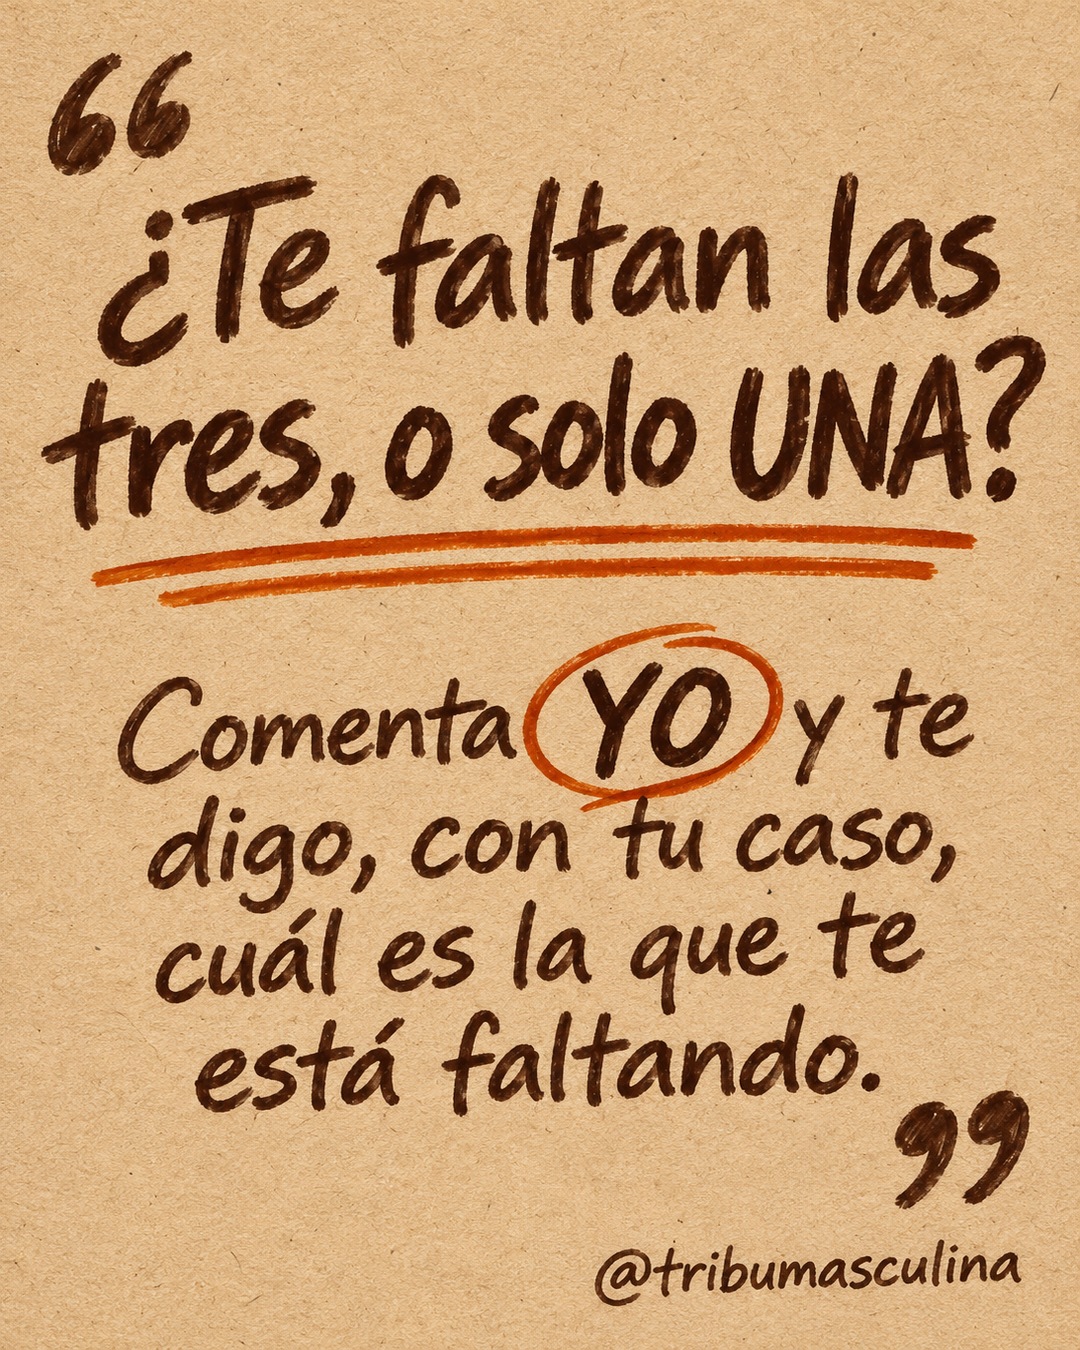 “
¿Te faltan las
tres, o solo UNA?
Comenta YO y te
digo, con tu caso,
cuál es la que te
está faltando.
”
@tribumasculina